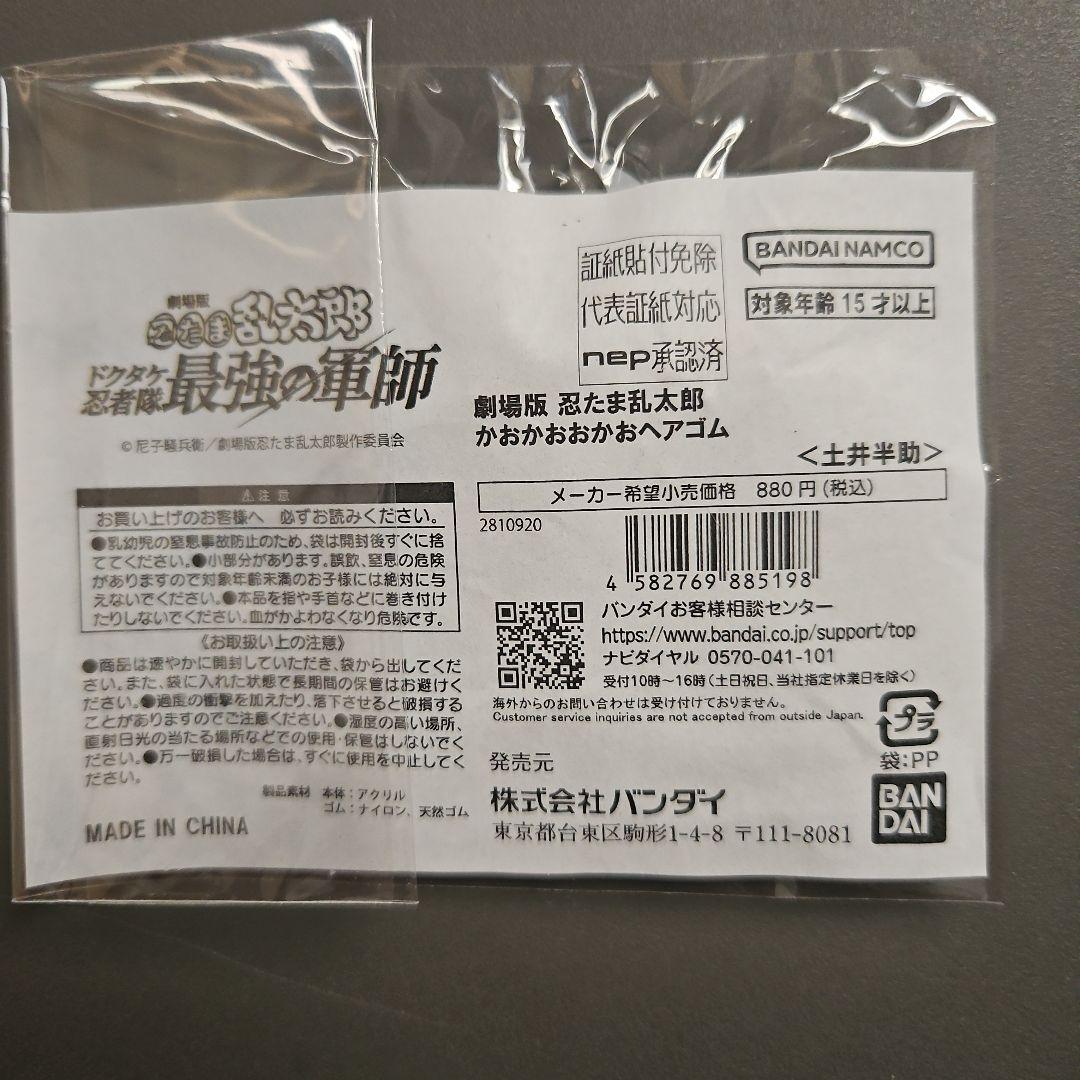 劇場版
忍たま乱太郎
ドクタケ
忍者隊
最強の軍師
©尼子騒兵衛/劇場版忍たま乱太郎製作委員会
⚠注意
お買い上げのお客様へ 必ずお読みください。
●乳幼児の窒息事故防止のため、袋は開封後すぐに捨
ててください。●小部分があります。誤飲、窒息の危険
がありますので対象年齢未満のお子様には絶対に与
えないでください。●本品を指や手首などに巻き付け
たりしないでください。血がかよわなくなり危険です。
《お取扱い上の注意》
●商品は速やかに開封していただき、袋から出してくだ
さい。また、袋に入れた状態で長期間の保管はお避けく
ださい。●過度の衝撃を加えたり、落下させると破損する
ことがありますのでご注意ください。●湿度の高い場所、
直射日光の当たる場所などでの使用・保管はしないでく
ださい。●万一破損した場合は、すぐに使用を中止してく
ださい。
製品素材 本体:アクリル
ゴム:ナイロン、天然ゴム
MADE IN CHINA
証紙貼付免除
代表証紙対応
nep承認済
BANDAI NAMCO
対象年齢15才以上
劇場版 忍たま乱太郎
かおかおおかおヘアゴム
<土井半助>
メーカー希望小売価格 880円(税込)
2810920
4 582769 885198
バンダイお客様相談センター
https://www.bandai.co.jp/support/top
ナビダイヤル 0570-041-101
受付10時~16時(土日祝日、当社指定休業日を除く)
海外からのお問い合わせは受け付けておりません。
Customer service inquiries are not accepted from outside Japan.
プラ
袋:PP
発売元
株式会社バンダイ
東京都台東区駒形1-4-8 〒111-8081
BAN
DAI